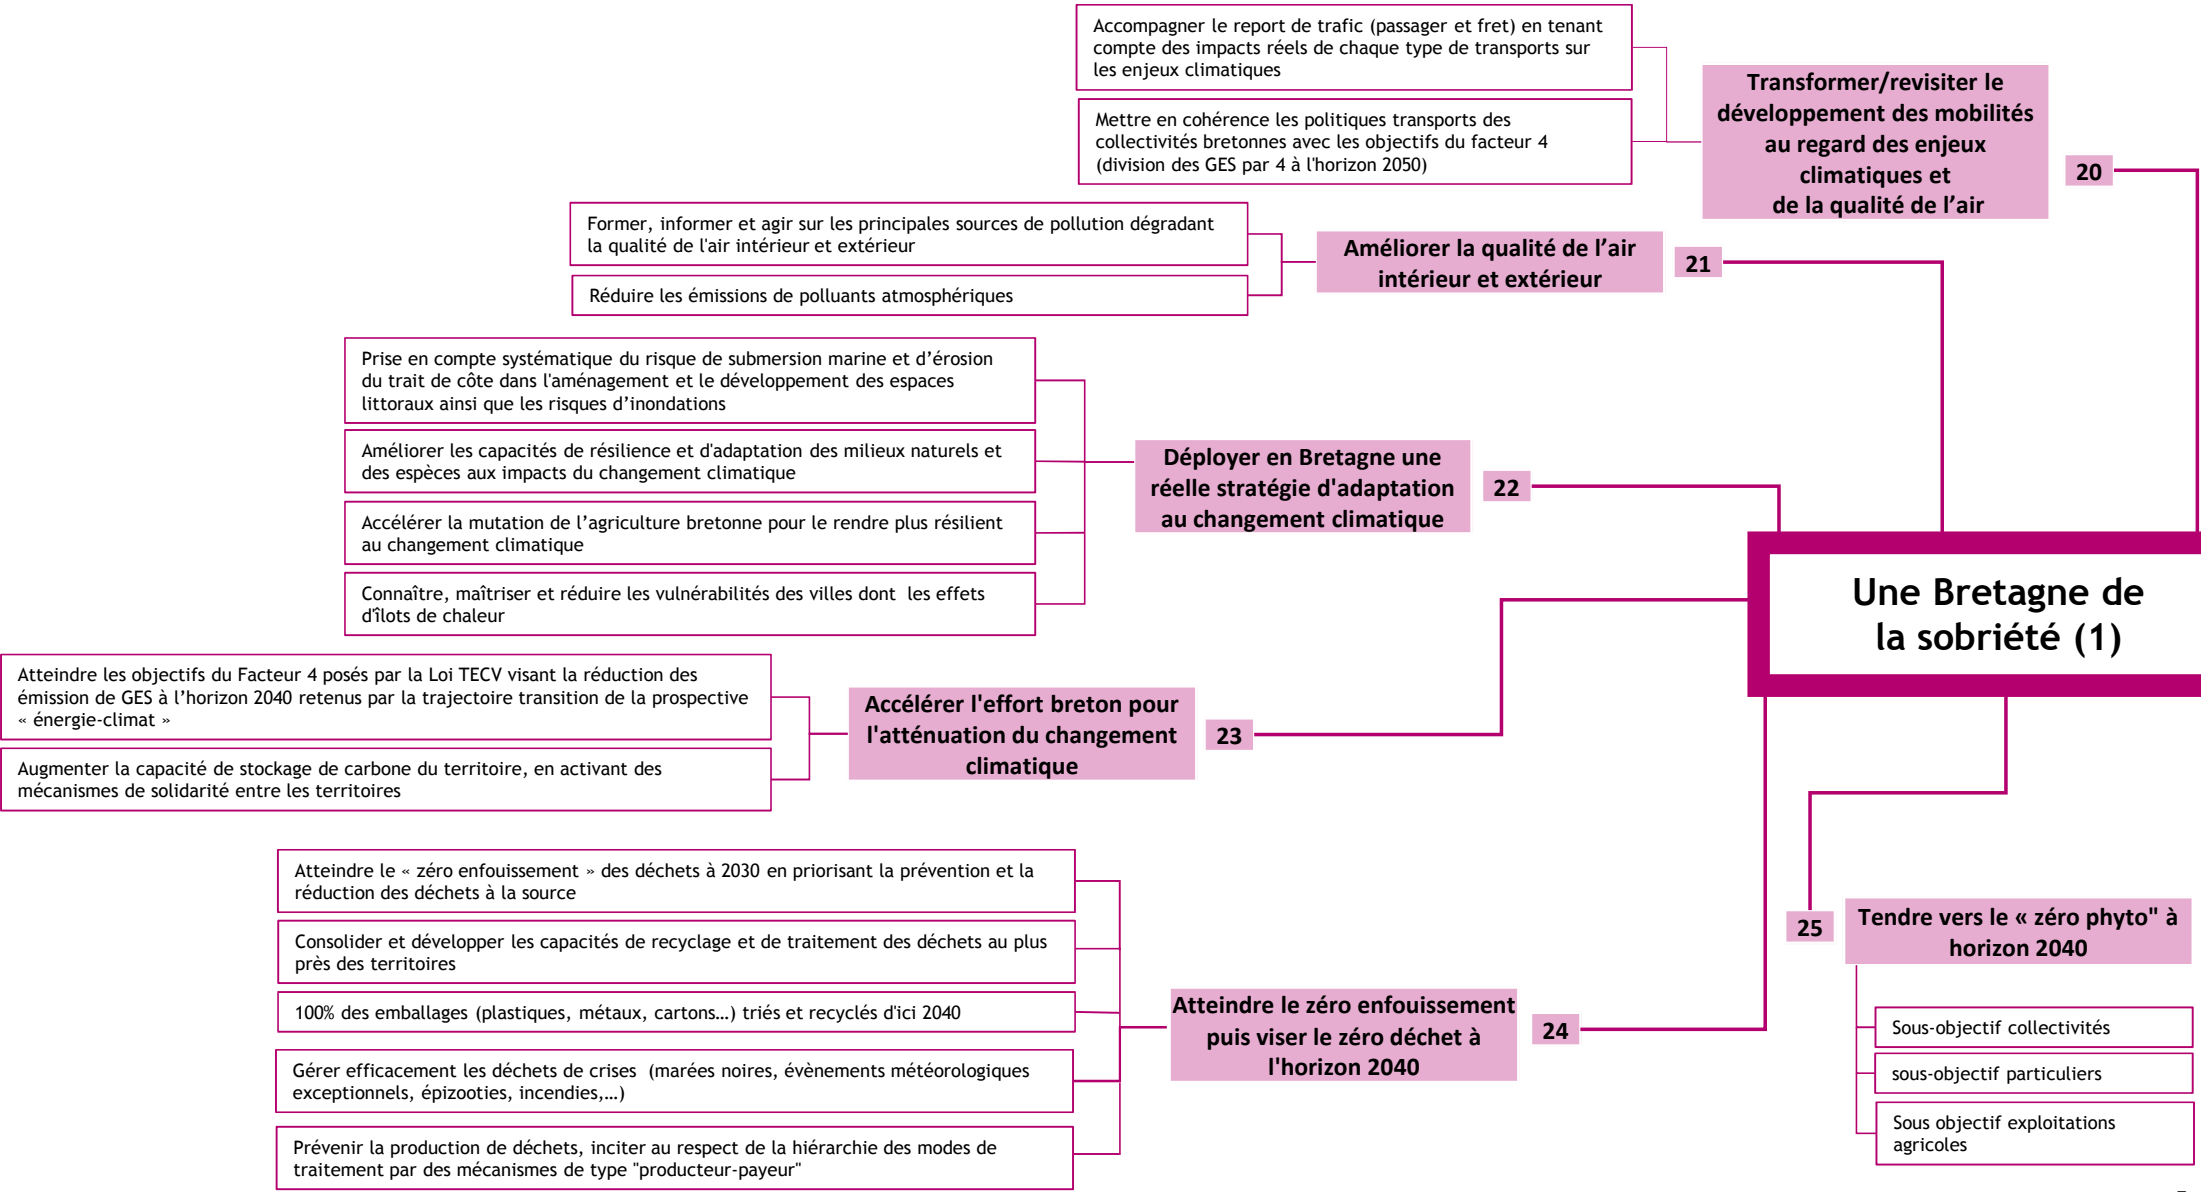 Accompagner le report de trafic (passager et fret) en tenant
compte des impacts réels de chaque type de transports sur
les enjeux climatiques
Mettre en cohérence les politiques transports des
collectivités bretonnes avec les objectifs du facteur 4
(division des GES par 4 à l'horizon 2050)
Transformer/revisiter le
développement des mobilités
au regard des enjeux
climatiques et
de la qualité de l’air
20
Former, informer et agir sur les principales sources de pollution dégradant
la qualité de l'air intérieur et extérieur
Réduire les émissions de polluants atmosphériques
Améliorer la qualité de l’air
intérieur et extérieur
21
Prise en compte systématique du risque de submersion marine et d’érosion
du trait de côte dans l'aménagement et le développement des espaces
littoraux ainsi que les risques d’inondations
Améliorer les capacités de résilience et d'adaptation des milieux naturels et
des espèces aux impacts du changement climatique
Accélérer la mutation de l’agriculture bretonne pour le rendre plus résilient
au changement climatique
Connaître, maîtriser et réduire les vulnérabilités des villes dont les effets
d'îlots de chaleur
Déployer en Bretagne une
réelle stratégie d'adaptation
au changement climatique
22
Une Bretagne de
la sobriété (1)
Atteindre les objectifs du Facteur 4 posés par la Loi TECV visant la réduction des
émission de GES à l’horizon 2040 retenus par la trajectoire transition de la prospective
« énergie-climat »
Augmenter la capacité de stockage de carbone du territoire, en activant des
mécanismes de solidarité entre les territoires
Accélérer l'effort breton pour
l'atténuation du changement
climatique
23
Atteindre le « zéro enfouissement » des déchets à 2030 en priorisant la prévention et la
réduction des déchets à la source
Consolider et développer les capacités de recyclage et de traitement des déchets au plus
près des territoires
100% des emballages (plastiques, métaux, cartons…) triés et recyclés d'ici 2040
Gérer efficacement les déchets de crises (marées noires, évènements météorologiques
exceptionnels, épizooties, incendies,…)
Prévenir la production de déchets, inciter au respect de la hiérarchie des modes de
traitement par des mécanismes de type "producteur-payeur"
Atteindre le zéro enfouissement
puis viser le zéro déchet à
l'horizon 2040
24
25
Tendre vers le « zéro phyto" à
horizon 2040
Sous-objectif collectivités
sous-objectif particuliers
Sous objectif exploitations
agricoles